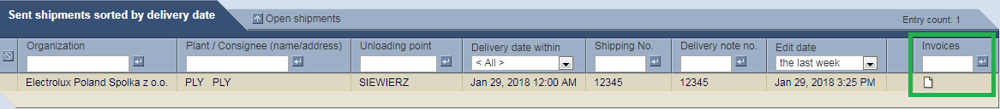 Sent shipments sorted by delivery date
Open shipments
Entry count: 1
Organization Plant / Consignee (name/address) Unloading point Delivery date within Shipping No. Delivery note no. Edit date Invoices
< All > the last week
Electrolux Poland Spolka z o.o. PLY PLY SIEWIERZ Jan 29, 2018 12:00 AM 12345 12345 Jan 29, 2018 3:25 PM